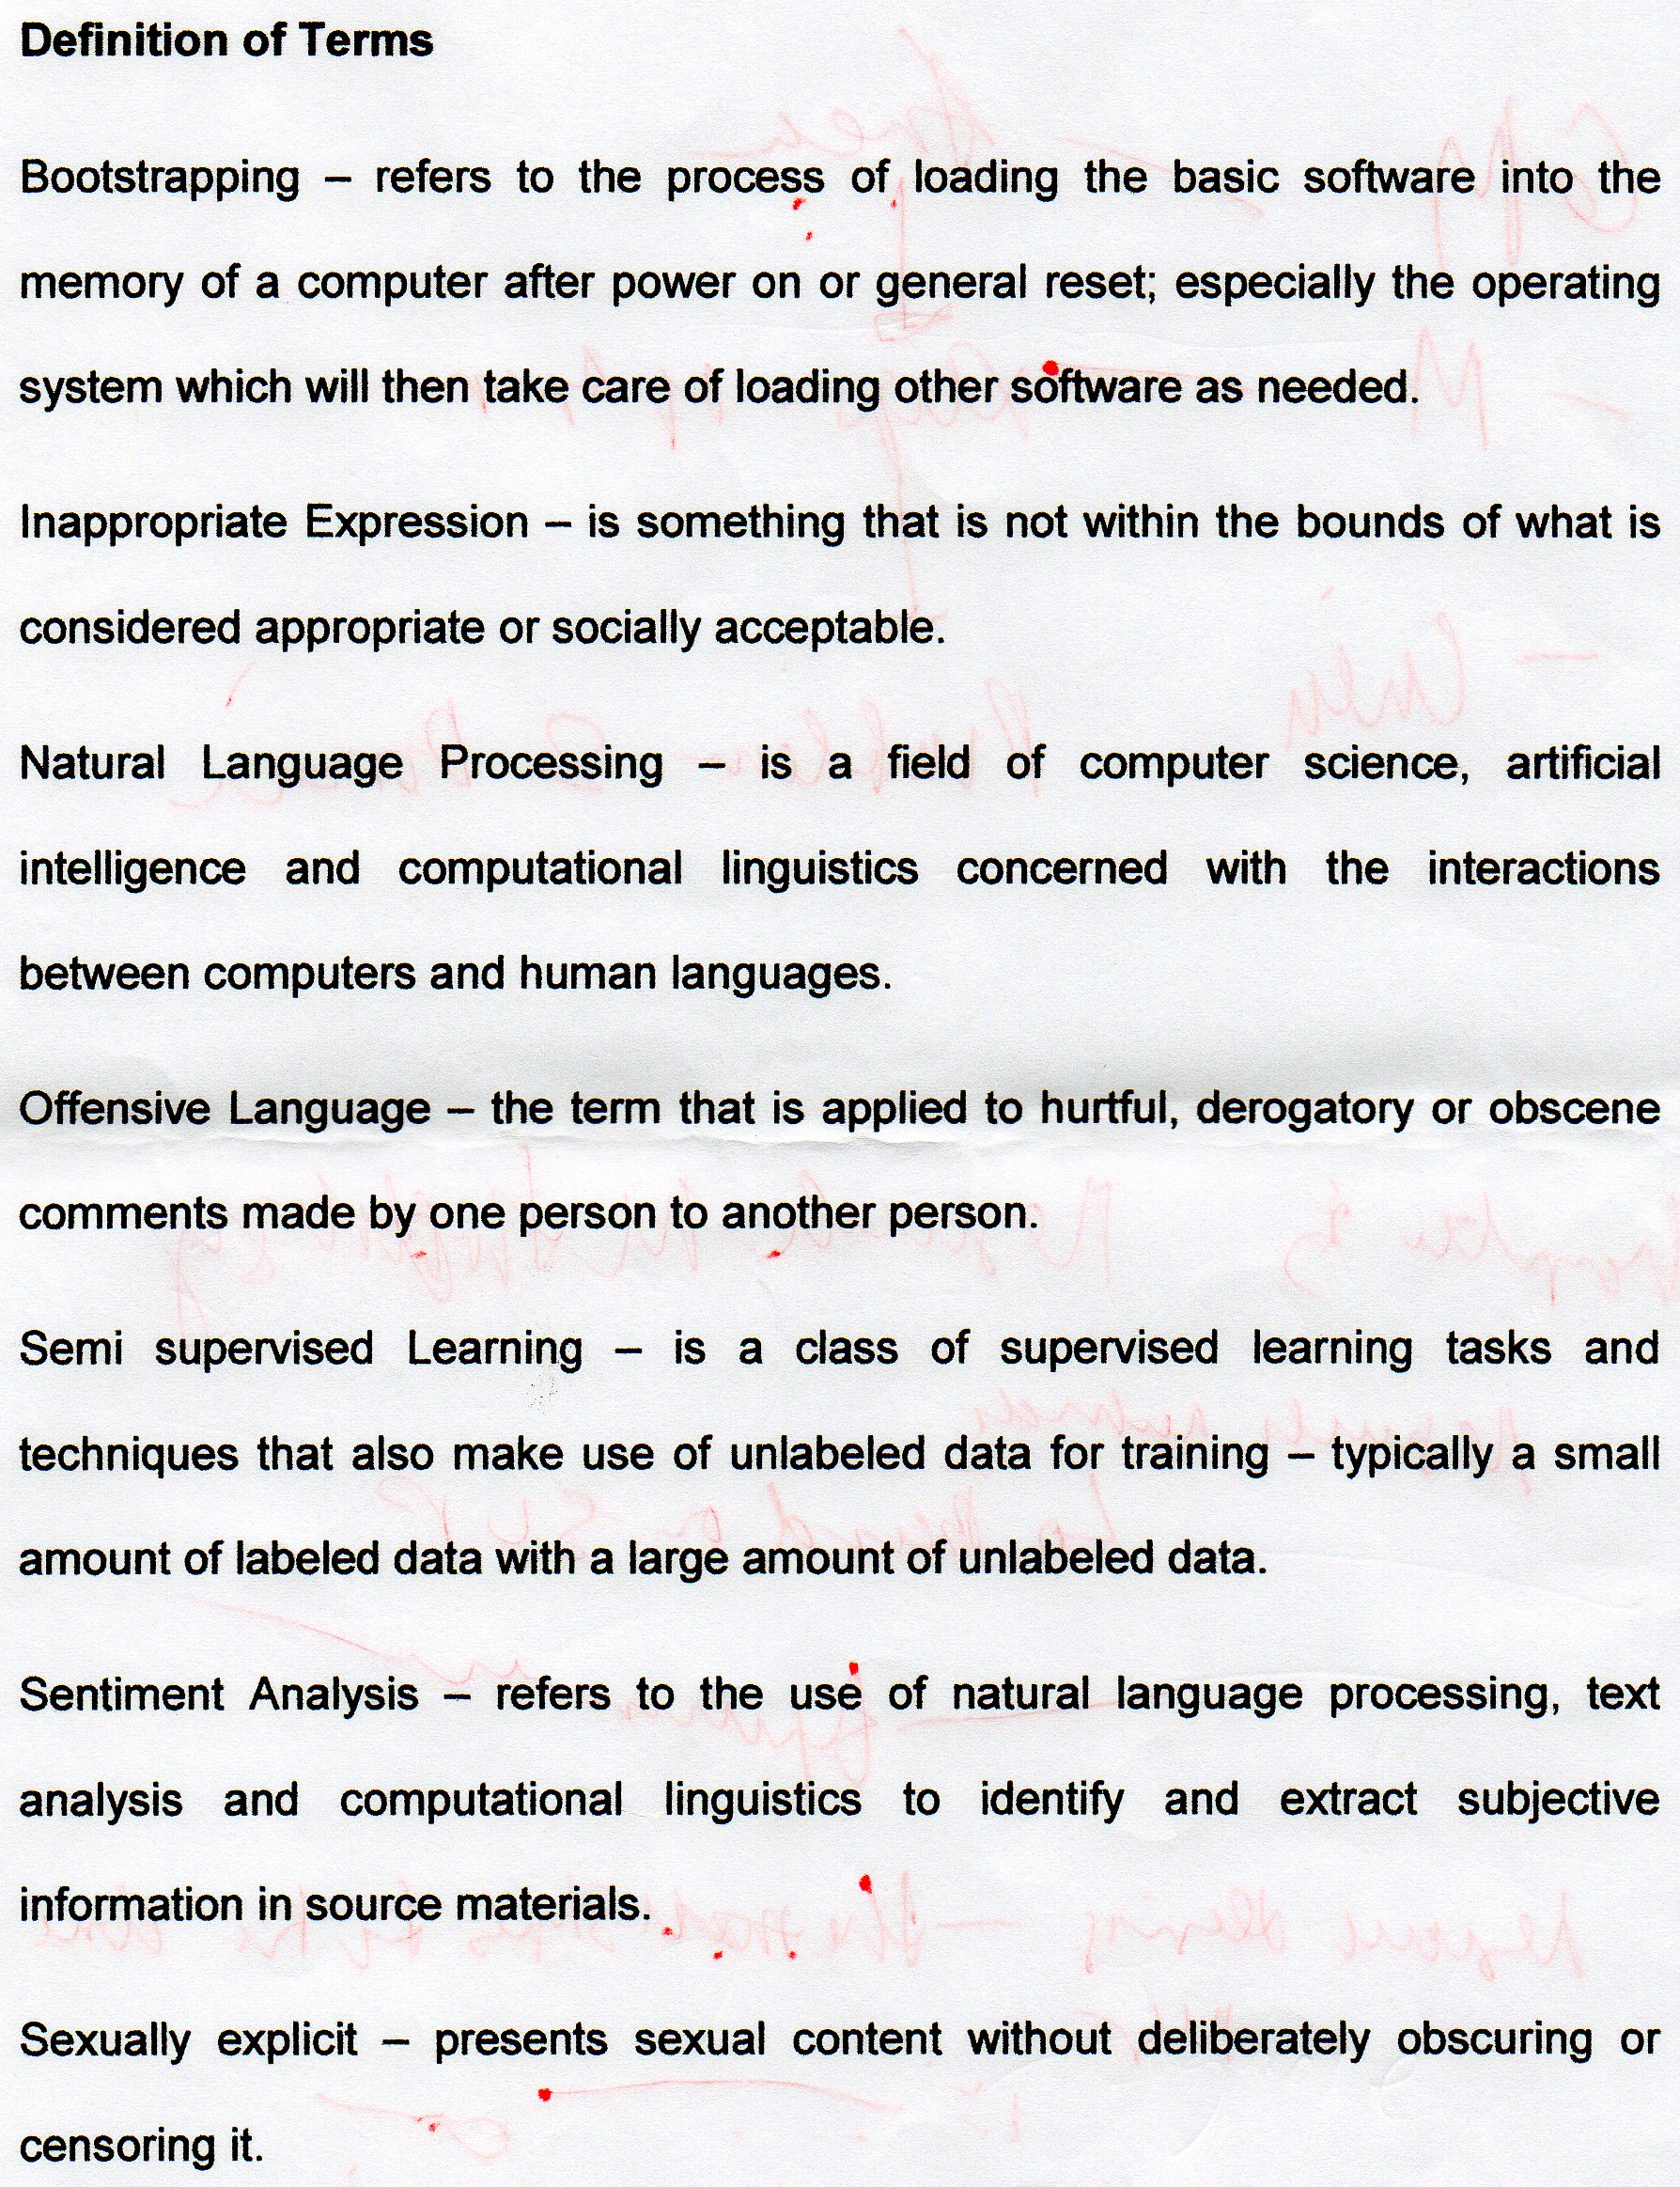 Definition of Terms
Bootstrapping – refers to the process of loading the basic software into the
memory of a computer after power on or general reset; especially the operating
system which will then take care of loading other software as needed.
Inappropriate Expression – is something that is not within the bounds of what is
considered appropriate or socially acceptable.
Natural Language Processing – is a field of computer science, artificial
intelligence and computational linguistics concerned with the interactions
between computers and human languages.
Offensive Language – the term that is applied to hurtful, derogatory or obscene
comments made by one person to another person.
Semi supervised Learning – is a class of supervised learning tasks and
techniques that also make use of unlabeled data for training – typically a small
amount of labeled data with a large amount of unlabeled data.
Sentiment Analysis – refers to the use of natural language processing, text
analysis and computational linguistics to identify and extract subjective
information in source materials.
Sexually explicit – presents sexual content without deliberately obscuring or
censoring it.